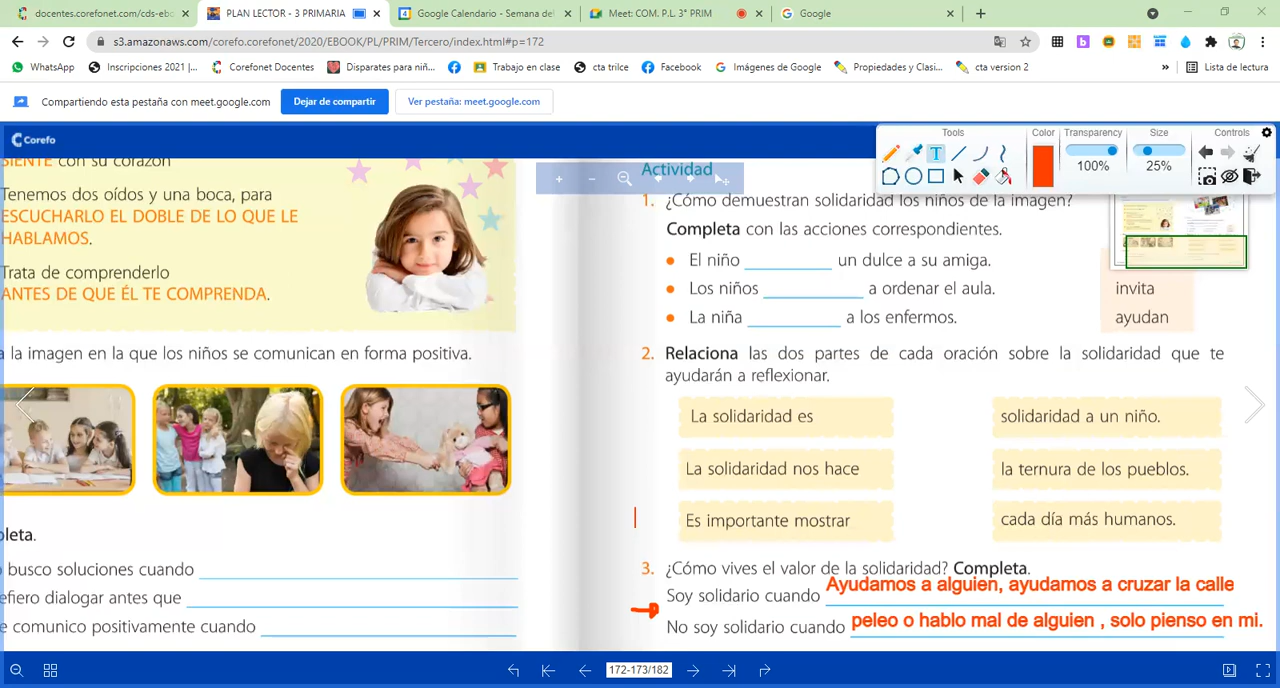 docentes.corefonet.com/cds-ebo
PLAN LECTOR - 3 PRIMARIA
Google Calendario - Semana del
Meet: COM. P.L. 3° PRIM
Google
s3.amazonaws.com/corefo.corefonet/2020/EBOOK/PL/PRIM/Tercero/index.html#p=172
WhatsApp
Inscripciones 2021 |...
Corefonet Docentes
Disparates para niñ...
Trabajo en clase
cta trilce
Facebook
Imágenes de Google
Propiedades y Clasi...
cta version 2
»
Lista de lectura
Compartiendo esta pestaña con meet.google.com
Dejar de compartir
Ver pestaña: meet.google.com
Corefo
Tools
Color
Transparency
Size
Controls
100%
25%
SIENTE con su corazón
Tenemos dos oídos y una boca, para
ESCUCHARLO EL DOBLE DE LO QUE LE
HABLAMOS.
Trata de comprenderlo
ANTES DE QUE ÉL TE COMPRENDA.
a la imagen en la que los niños se comunican en forma positiva.
pleta.
o busco soluciones cuando
efiero dialogar antes que
e comunico positivamente cuando
Actividad
1. ¿Cómo demuestran solidaridad los niños de la imagen?
Completa con las acciones correspondientes.
• El niño __________ un dulce a su amiga.
• Los niños __________ a ordenar el aula.
• La niña __________ a los enfermos.
invita
ayudan
2. Relaciona las dos partes de cada oración sobre la solidaridad que te
ayudarán a reflexionar.
La solidaridad es
solidaridad a un niño.
La solidaridad nos hace
la ternura de los pueblos.
Es importante mostrar
cada día más humanos.
3. ¿Cómo vives el valor de la solidaridad? Completa.
Soy solidario cuando Ayudamos a alguien, ayudamos a cruzar la calle
No soy solidario cuando peleo o hablo mal de alguien , solo pienso en mi.
172-173/182